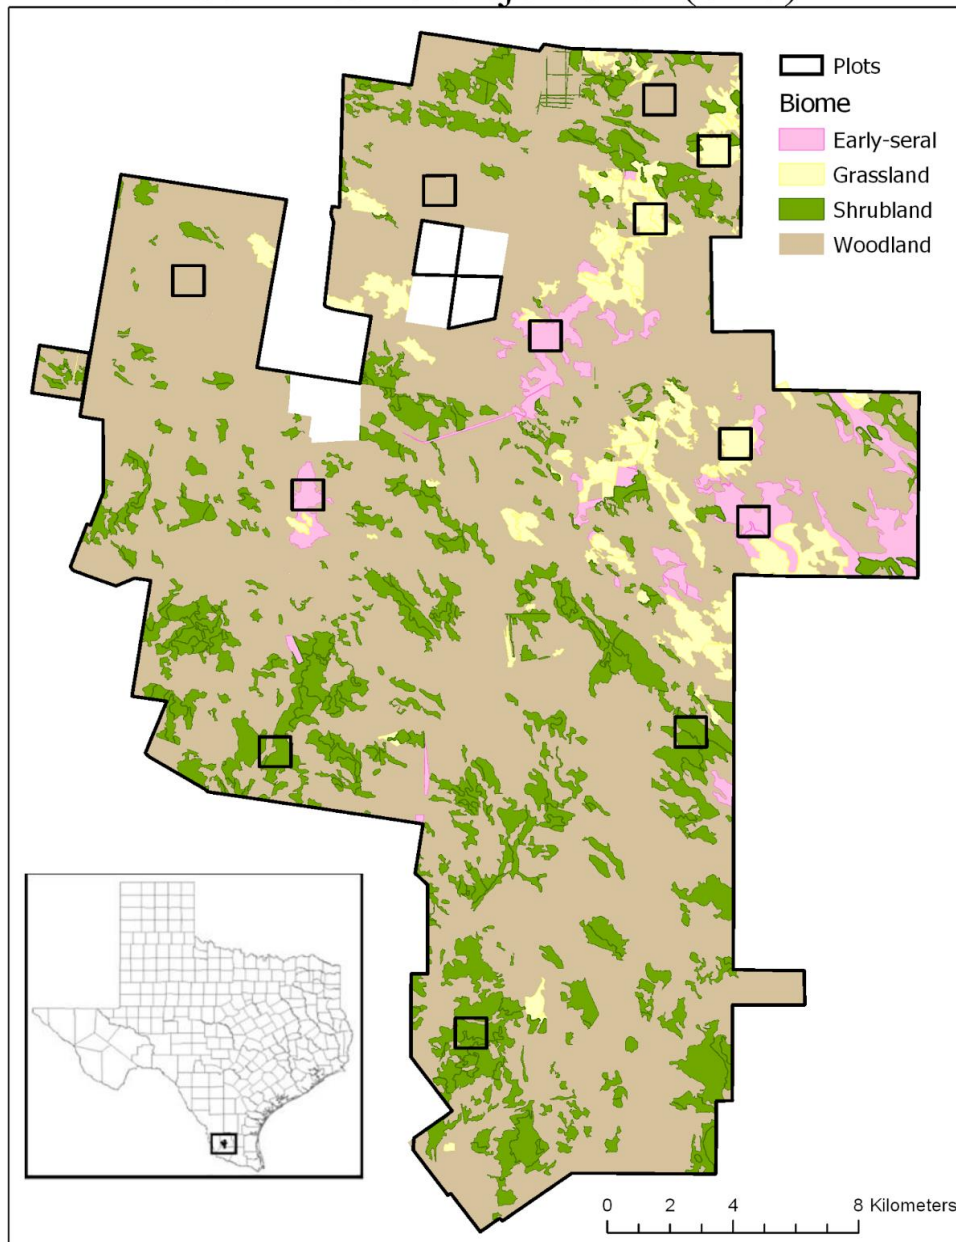 Plots
Biome
Early-seral
Grassland
Shrubland
Woodland
0 2 4 8 Kilometers